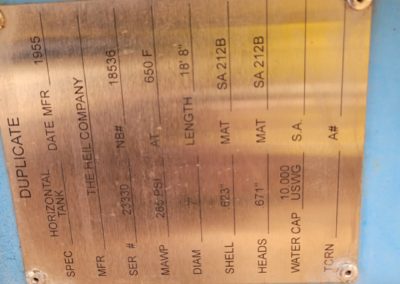 DUPLICATE
SPEC HORIZONTAL TANK DATE MFR 1955
MFR THE HEIL COMPANY
SER # 23330 NB# 18536
MAWP 265 PSI AT 650 F
DIAM 7' LENGTH 18' 8"
SHELL .623" MAT SA 212B
HEADS .671" MAT SA 212B
WATER CAP 10,000 USWG S.A.
TCRN A#